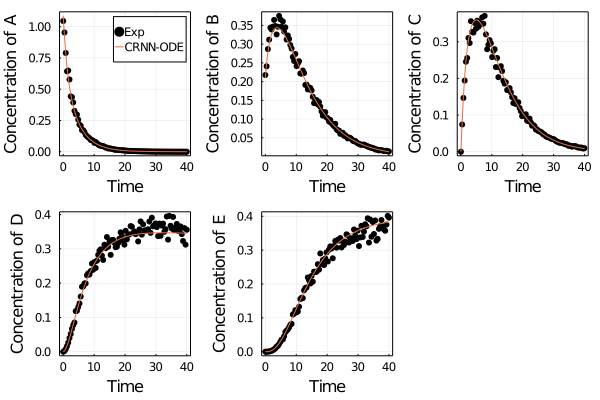 Concentration of A
1.00
0.75
0.50
0.25
0.00
0 10 20 30 40
Time
Exp
CRNN-ODE
Concentration of B
0.35
0.30
0.25
0.20
0.15
0.10
0.05
0 10 20 30 40
Time
Concentration of C
0.3
0.2
0.1
0.0
0 10 20 30 40
Time
Concentration of D
0.4
0.3
0.2
0.1
0.0
0 10 20 30 40
Time
Concentration of E
0.4
0.3
0.2
0.1
0.0
0 10 20 30 40
Time